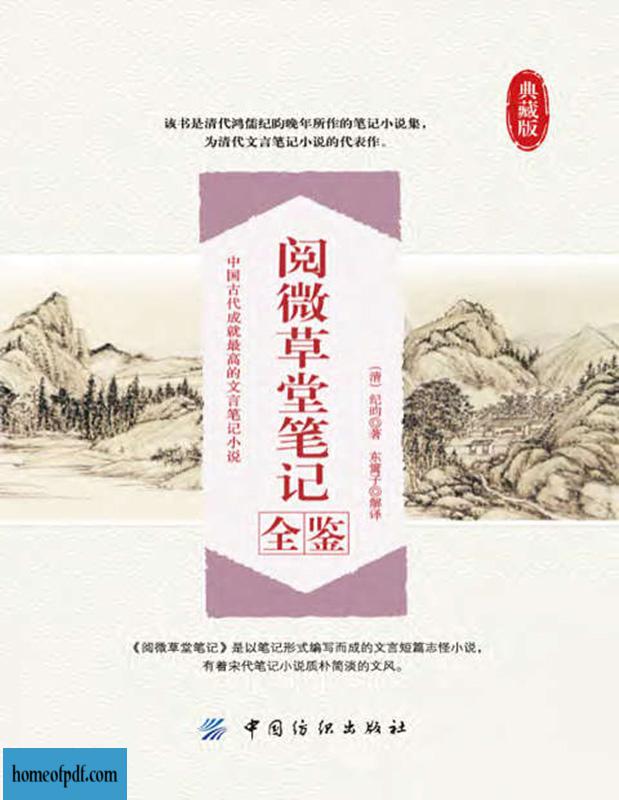 典藏版
该书是清代鸿儒纪昀晚年所作的笔记小说集，
为清代文言笔记小说的代表作。
阅微草堂笔记
全鉴
中国古代成就最高的文言笔记小说
（清）纪昀◎著
东篱子◎解译
《阅微草堂笔记》是以笔记形式编写而成的文言短篇志怪小说，
有着宋代笔记小说质朴简淡的文风。
中国纺织出版社
homeofpdf.com